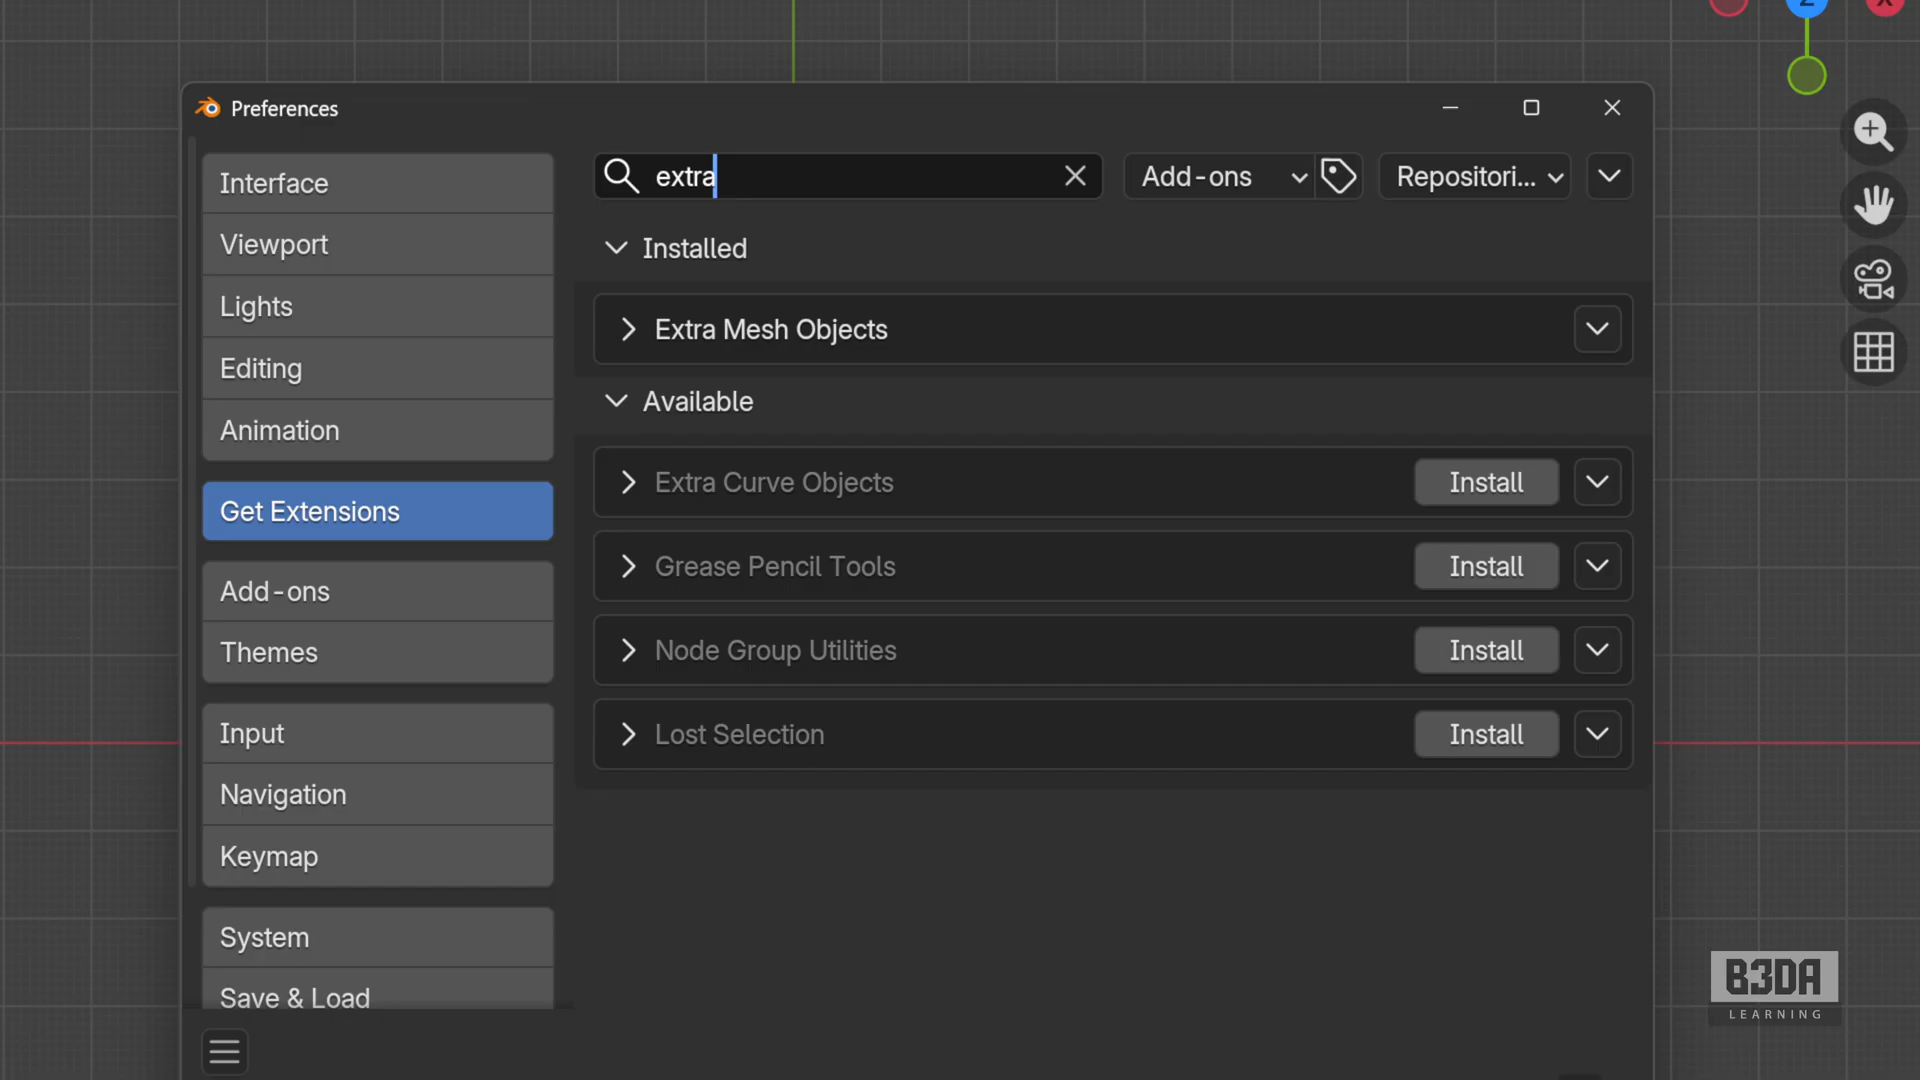 Z
X
Preferences
Interface
Viewport
Lights
Editing
Animation
Get Extensions
Add-ons
Themes
Input
Navigation
Keymap
System
Save & Load
extra
Add-ons
Repositori...
Installed
Extra Mesh Objects
Available
Extra Curve Objects
Install
Grease Pencil Tools
Install
Node Group Utilities
Install
Lost Selection
Install
B3DA
LEARNING